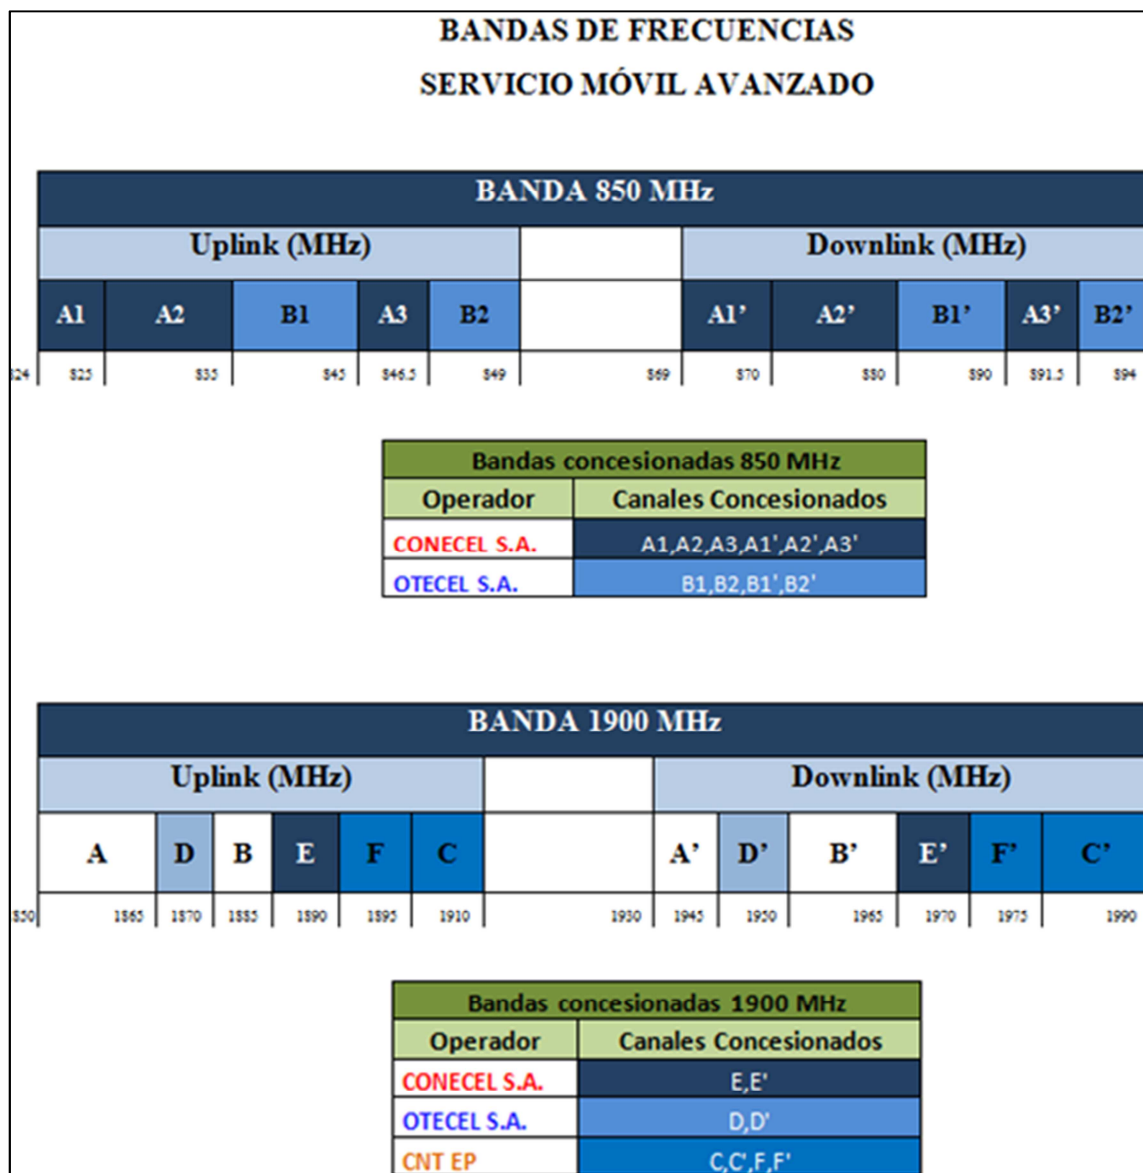 BANDAS DE FRECUENCIAS
SERVICIO MÓVIL AVANZADO
BANDA 850 MHz
Uplink (MHz) Downlink (MHz)
A1 A2 B1 A3 B2 A1’ A2’ B1’ A3’ B2’
824 825 835 845 846.5 849 869 870 880 890 891.5 894
Bandas concesionadas 850 MHz
Operador Canales Concesionados
CONECEL S.A. A1,A2,A3,A1',A2',A3'
OTECEL S.A. B1,B2,B1',B2'
BANDA 1900 MHz
Uplink (MHz) Downlink (MHz)
A D B E F C A’ D’ B’ E’ F’ C’
1850 1865 1870 1885 1890 1895 1910 1930 1945 1950 1965 1970 1975 1990
Bandas concesionadas 1900 MHz
Operador Canales Concesionados
CONECEL S.A. E,E'
OTECEL S.A. D,D'
CNT EP C,C',F,F'